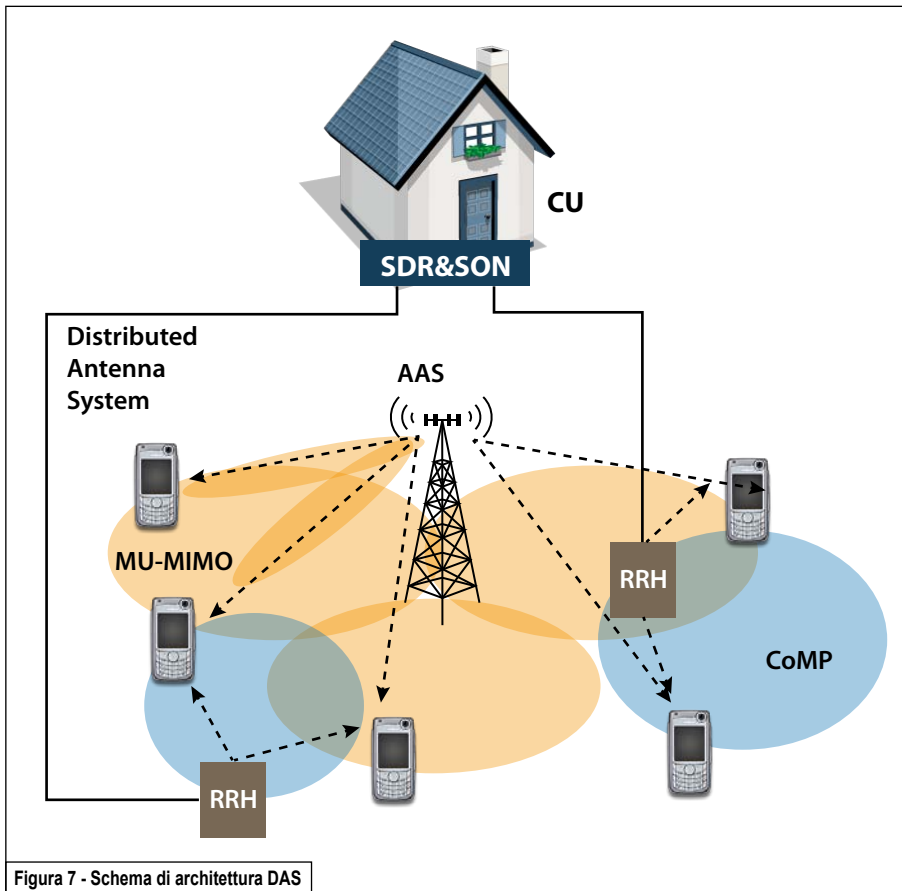 CU
SDR&SON
Distributed
Antenna
System
AAS
MU-MIMO
RRH
CoMP
RRH
Figura 7 - Schema di architettura DAS